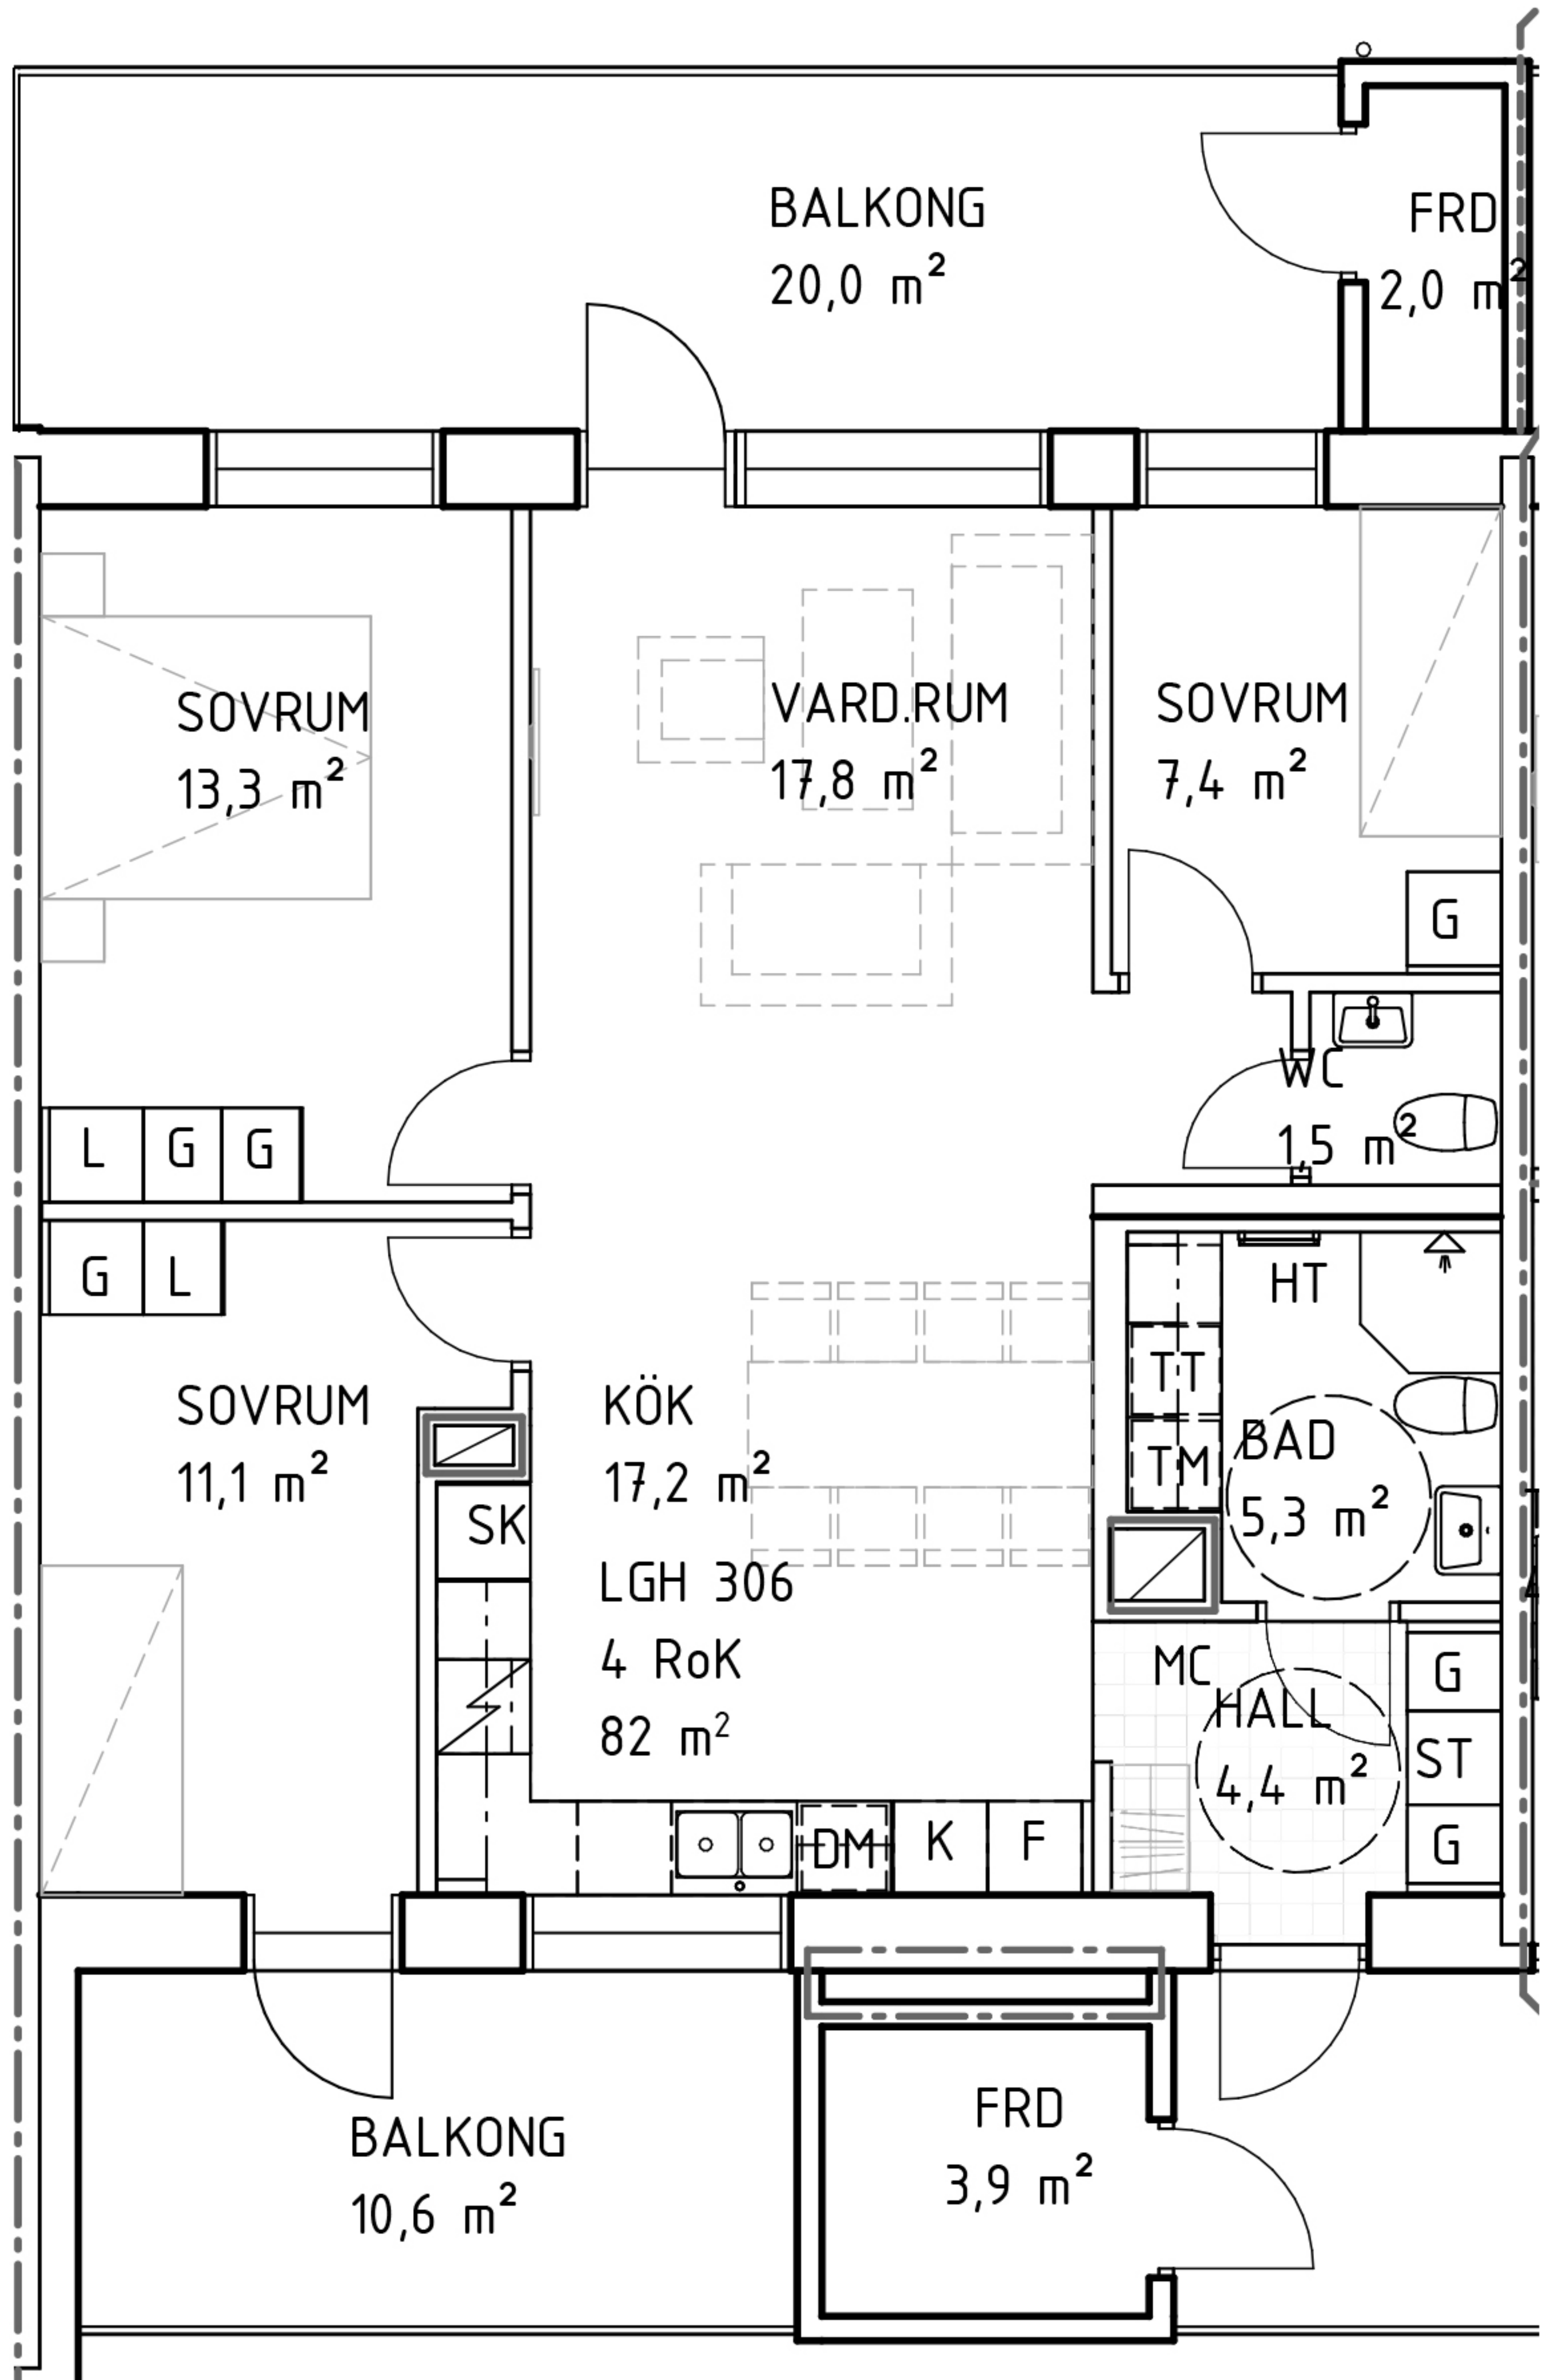 BALKONG
20,0 m²
FRD
2,0 m²
SOVRUM
13,3 m²
VARD.RUM
17,8 m²
SOVRUM
7,4 m²
G
WC
1,5 m²
L G G
G L
HT
TT
TM
BAD
5,3 m²
SOVRUM
11,1 m²
KÖK
17,2 m²
SK
LGH 306
4 RoK
82 m²
MC
HALL
4,4 m²
G
ST
G
DM K F
BALKONG
10,6 m²
FRD
3,9 m²